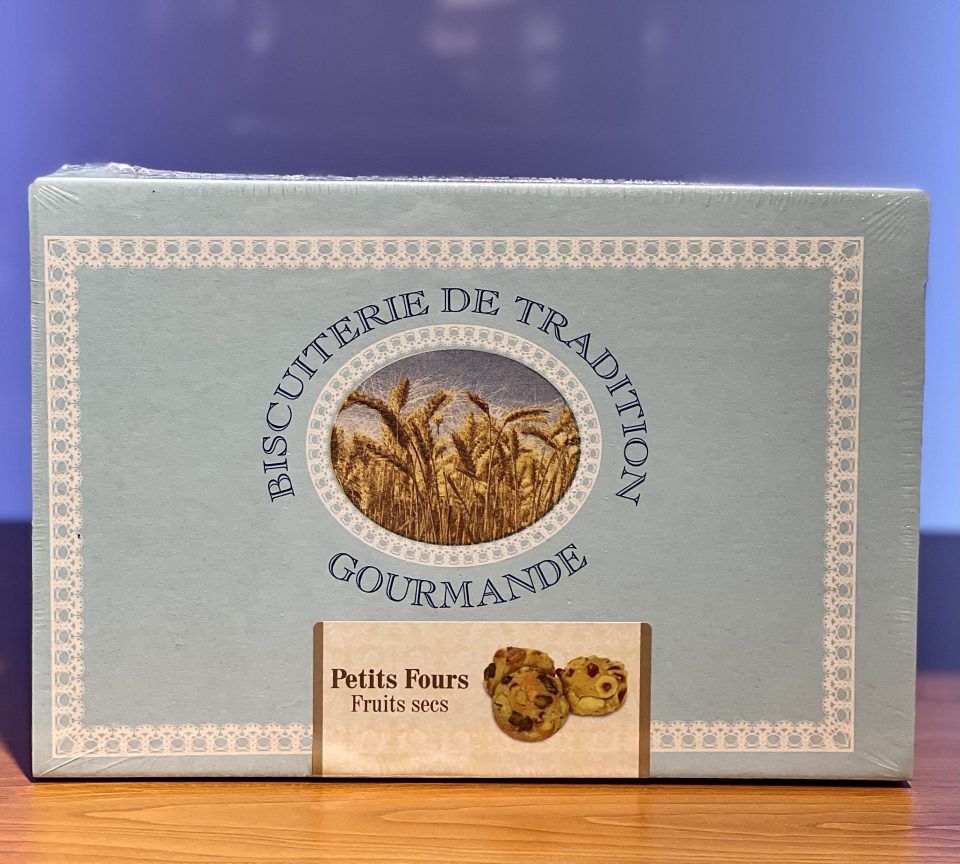 BISCUITERIE DE TRADITION
GOURMANDE
Petits Fours
Fruits secs